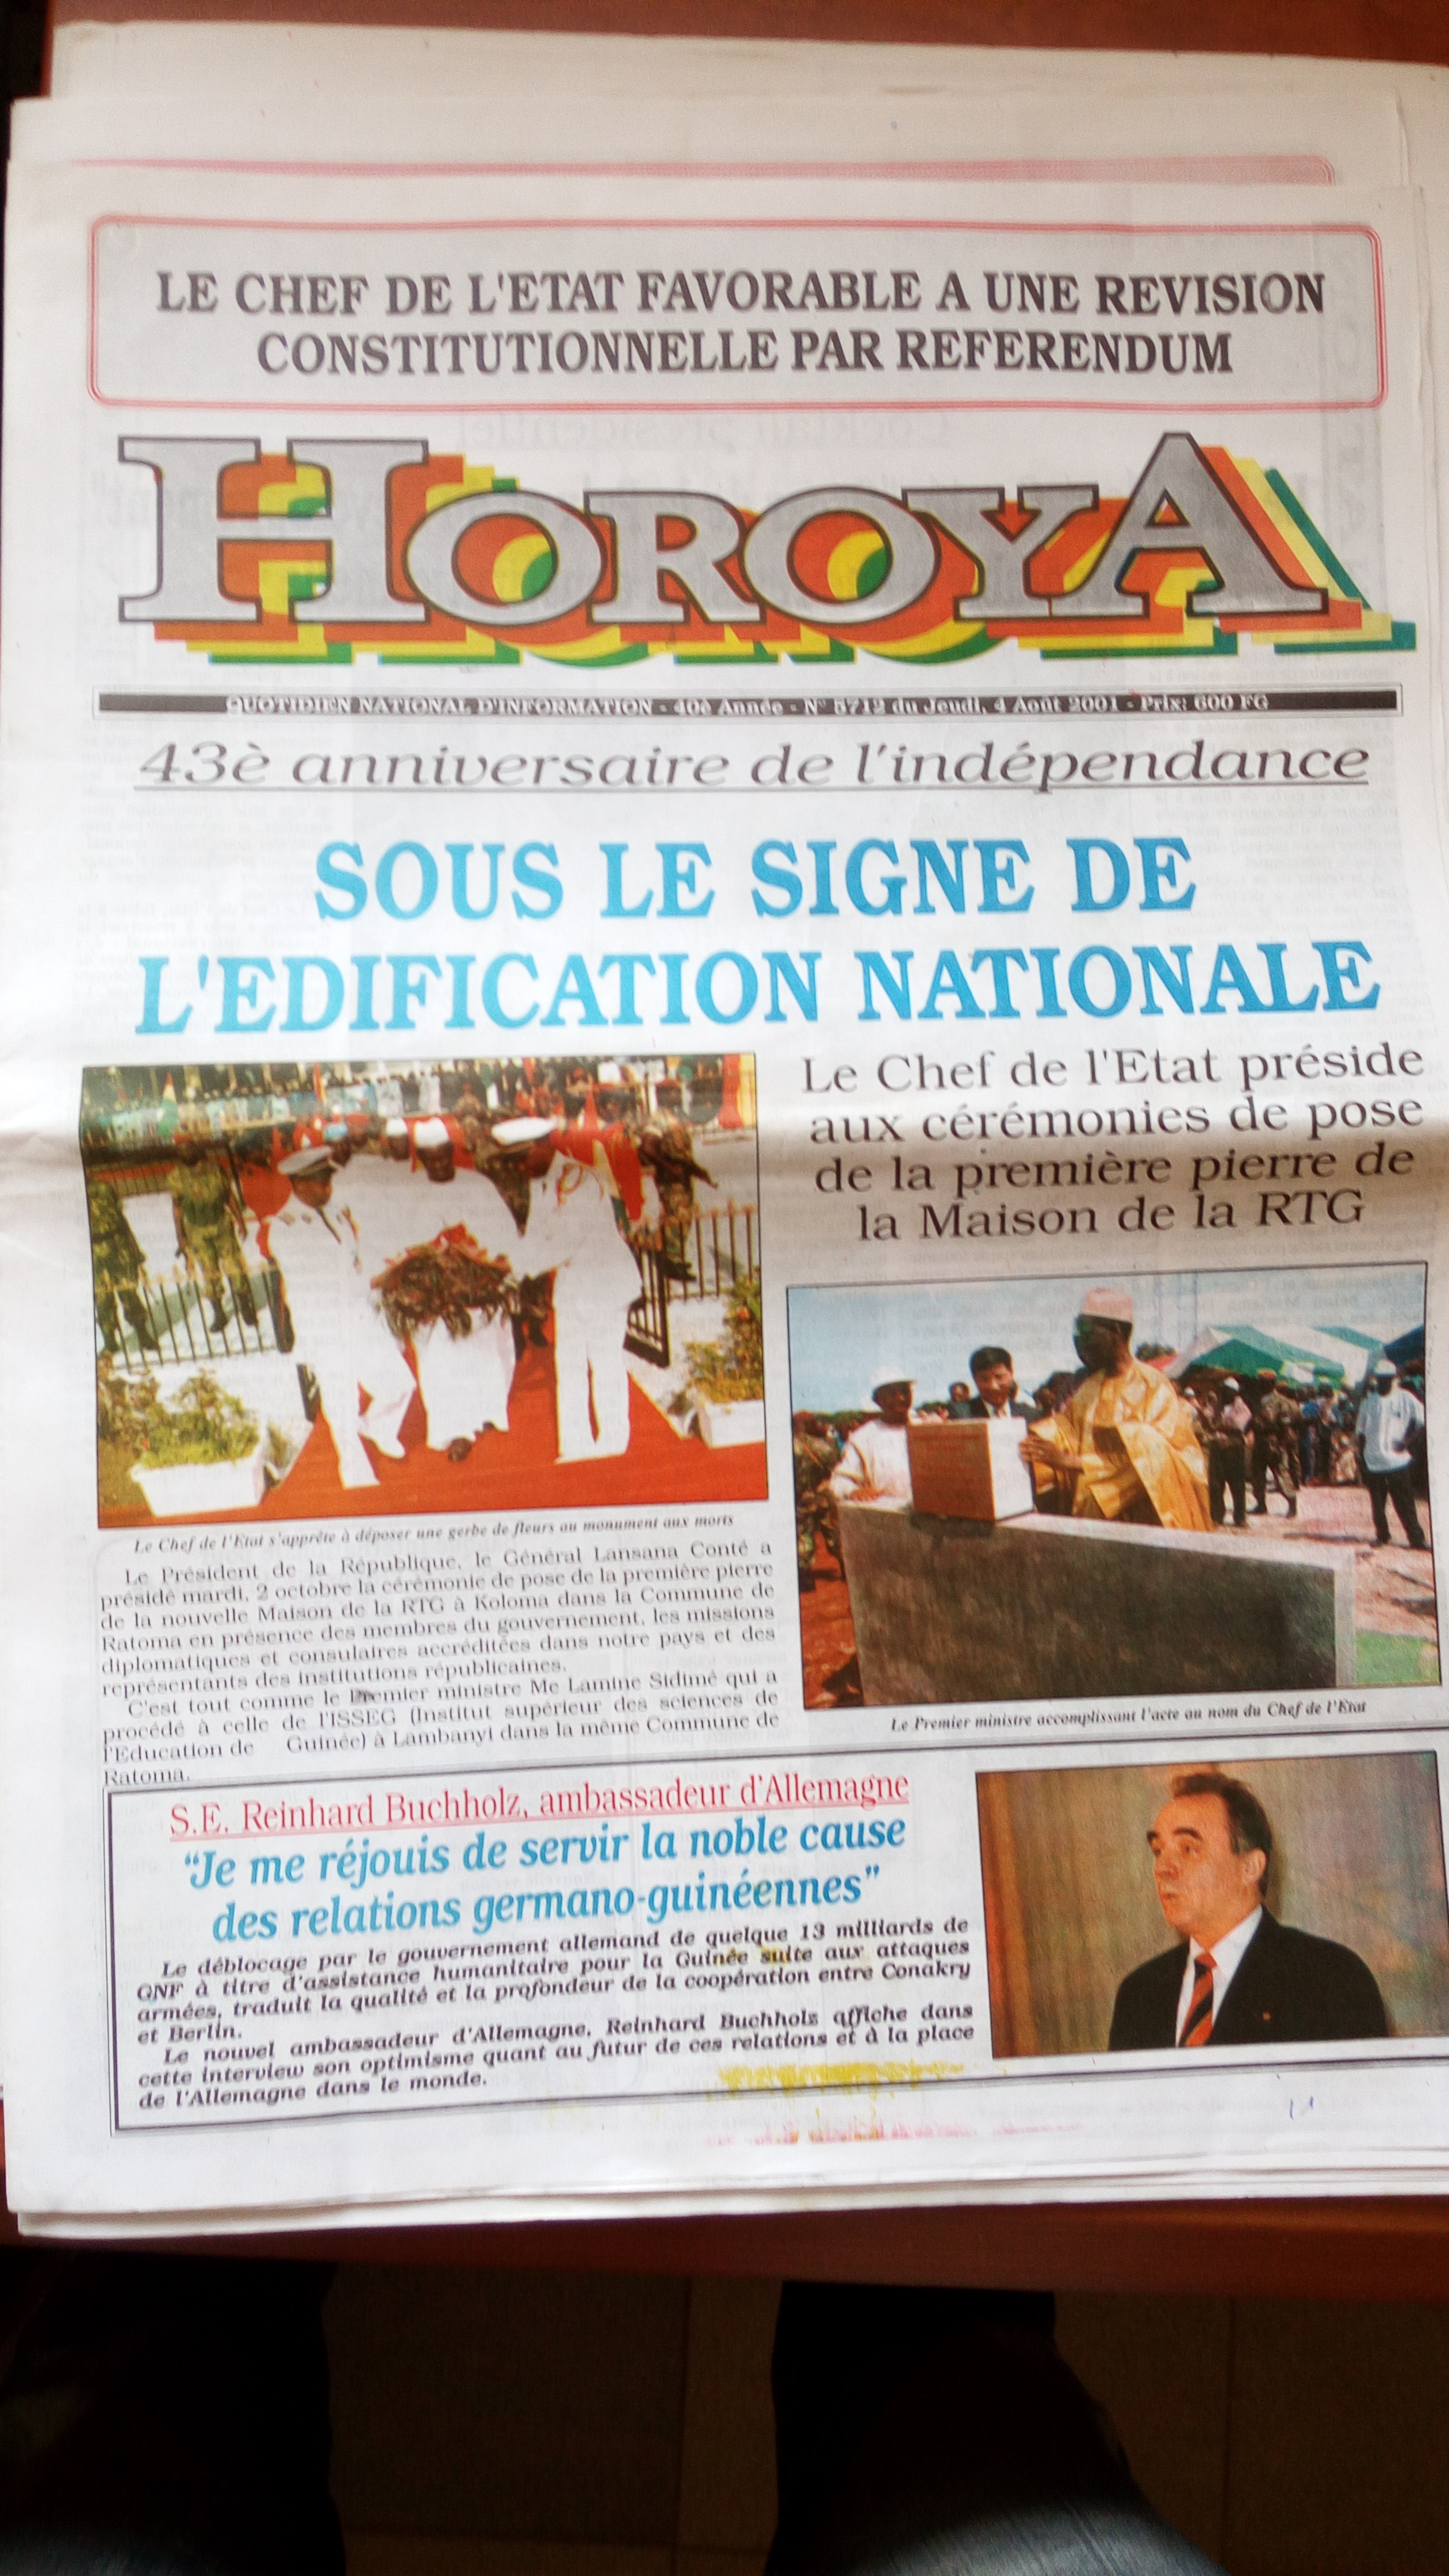 LE CHEF DE L'ETAT FAVORABLE A UNE REVISION
CONSTITUTIONNELLE PAR REFERENDUM
HOROYA
QUOTIDIEN NATIONAL D'INFORMATION - 40è Année - N° 5712 du Jeudi, 4 Août 2001 - Prix: 600 FG
43è anniversaire de l'indépendance
SOUS LE SIGNE DE
L'EDIFICATION NATIONALE
Le Chef de l'Etat préside
aux cérémonies de pose
de la première pierre de
la Maison de la RTG
Le Chef de l'Etat s'apprête à déposer une gerbe de fleurs au monument aux morts
Le Président de la République, le Général Lansana Conté a
présidé mardi, 2 octobre la cérémonie de pose de la première pierre
de la nouvelle Maison de la RTG à Koloma dans la Commune de
Ratoma en présence des membres du gouvernement, les missions
diplomatiques et consulaires accréditées dans notre pays et des
représentants des institutions républicaines.
C'est tout comme le Premier ministre Me Lamine Sidimé qui a
procédé à celle de l'ISSEG (Institut supérieur des sciences de
l'Education de Guinée) à Lambanyi dans la même Commune de
Ratoma.
Le Premier ministre accomplissant l'acte au nom du Chef de l'Etat
S.E. Reinhard Buchholz, ambassadeur d'Allemagne
“Je me réjouis de servir la noble cause
des relations germano-guinéennes”
Le déblocage par le gouvernement allemand de quelque 13 milliards de
GNF à titre d'assistance humanitaire pour la Guinée suite aux attaques
armées, traduit la qualité et la profondeur de la coopération entre Conakry
et Berlin.
Le nouvel ambassadeur d'Allemagne, Reinhard Buchholz affiche dans
cette interview son optimisme quant au futur de ces relations et à la place
de l'Allemagne dans le monde.